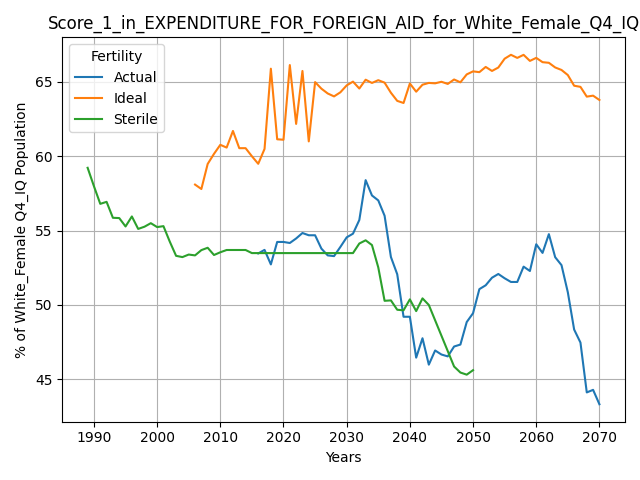 Score_1_in_EXPENDITURE_FOR_FOREIGN_AID_for_White_Female_Q4_IQ
Fertility
Actual
Ideal
Sterile
% of White_Female Q4_IQ Population
65
60
55
50
45
1990 2000 2010 2020 2030 2040 2050 2060 2070
Years